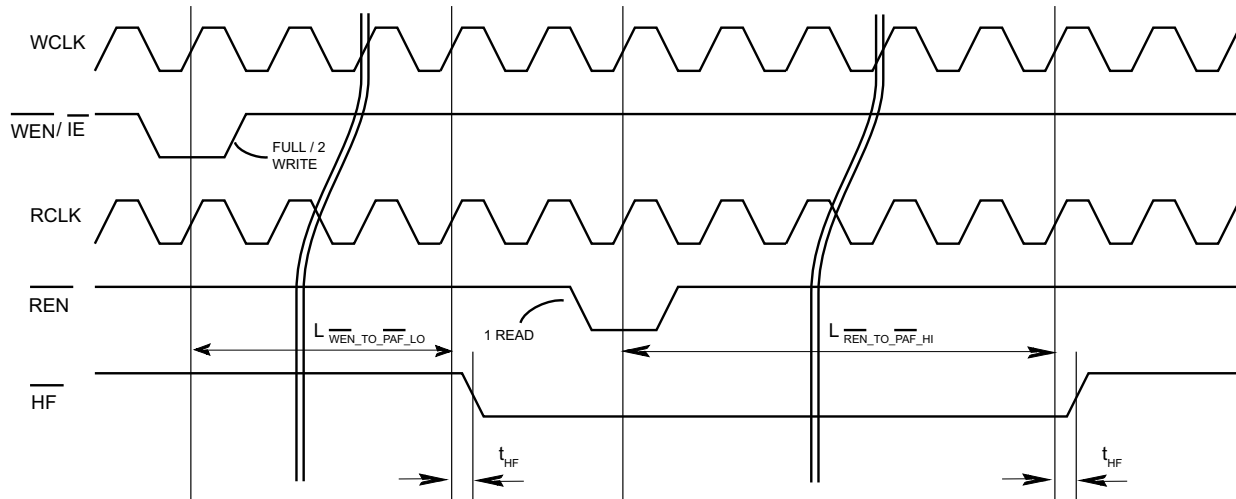 WCLK
WEN/ IE
FULL / 2
WRITE
RCLK
REN
1 READ
L WEN_TO_PAF_LO
L REN_TO_PAF_HI
HF
tHF
tHF